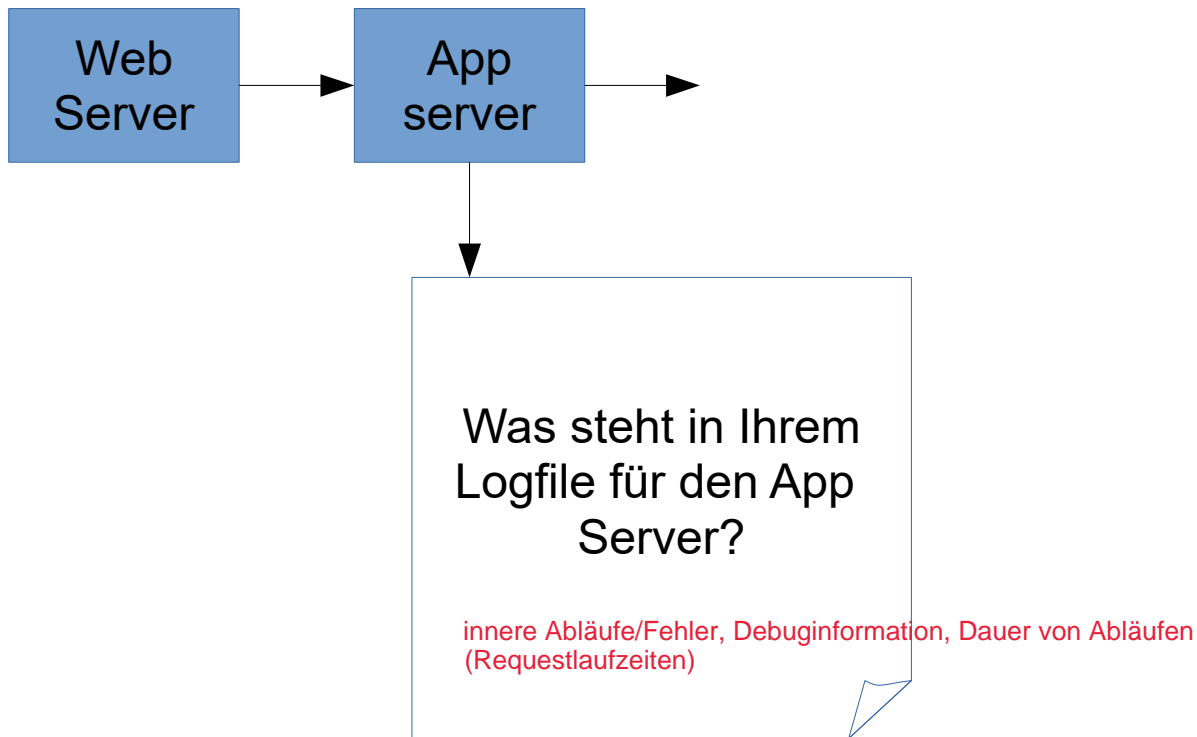 Web
Server
App
server
Was steht in Ihrem
Logfile für den App
Server?
innere Abläufe/Fehler, Debuginformation, Dauer von Abläufen
(Requestlaufzeiten)